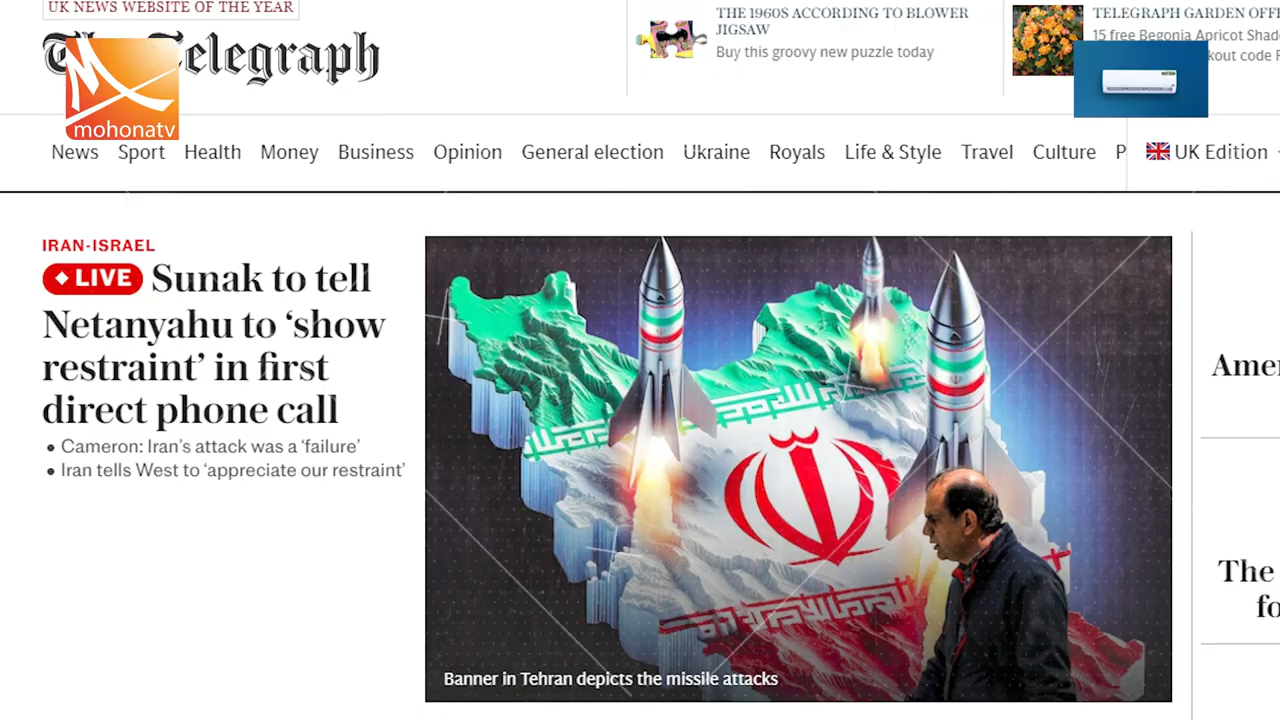 UK NEWS WEBSITE OF THE YEAR
The Telegraph
mohonatv
THE 1960S ACCORDING TO BLOWER
JIGSAW
Buy this groovy new puzzle today
TELEGRAPH GARDEN OFF
15 free Begonia Apricot Shad
kout code
News Sport Health Money Business Opinion General election Ukraine Royals Life & Style Travel Culture P UK Edition
IRAN-ISRAEL
LIVE Sunak to tell
Netanyahu to ‘show
restraint’ in first
direct phone call
• Cameron: Iran’s attack was a ‘failure’
• Iran tells West to ‘appreciate our restraint’
Banner in Tehran depicts the missile attacks
Amer
The
fo